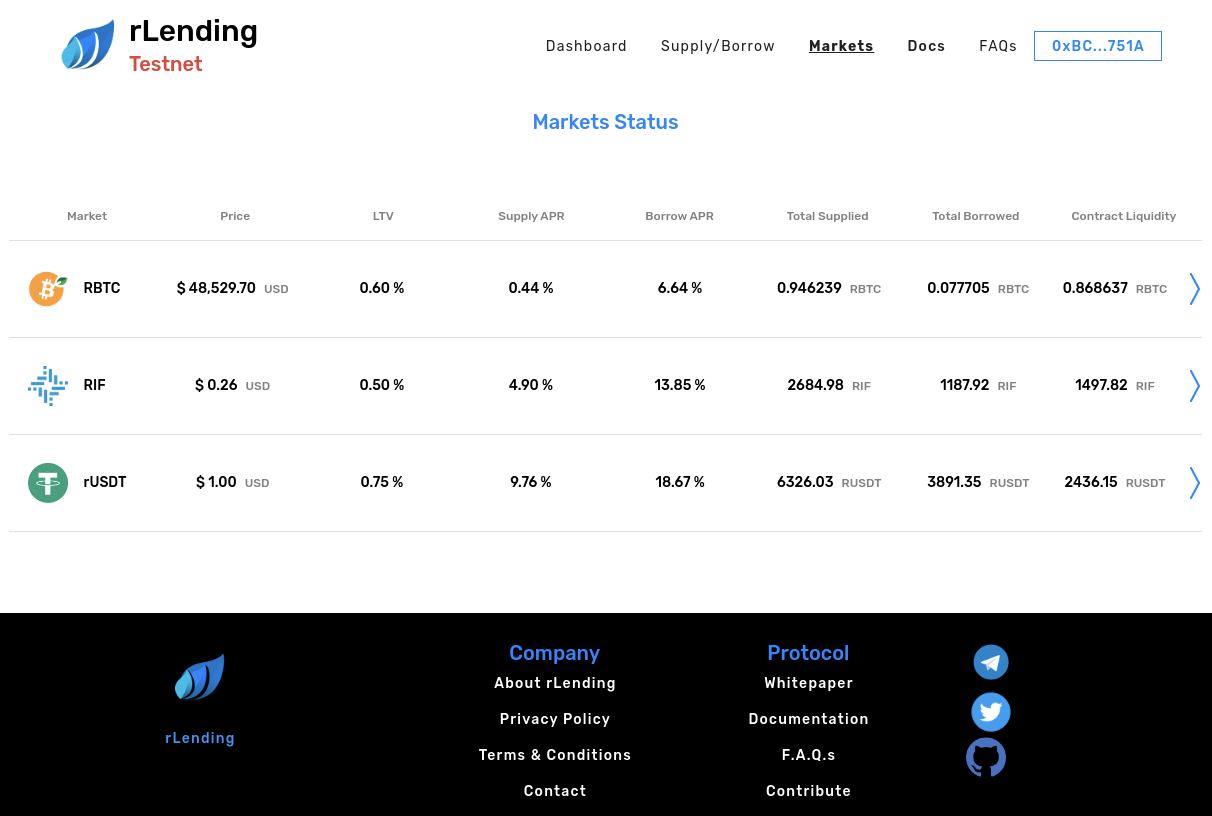 rLending
Testnet
Dashboard Supply/Borrow Markets Docs FAQs 0xBC...751A
Markets Status
Market Price LTV Supply APR Borrow APR Total Supplied Total Borrowed Contract Liquidity
RBTC $ 48,529.70 USD 0.60 % 0.44 % 6.64 % 0.946239 RBTC 0.077705 RBTC 0.868637 RBTC
RIF $ 0.26 USD 0.50 % 4.90 % 13.85 % 2684.98 RIF 1187.92 RIF 1497.82 RIF
rUSDT $ 1.00 USD 0.75 % 9.76 % 18.67 % 6326.03 RUSDT 3891.35 RUSDT 2436.15 RUSDT
rLending
Company
About rLending
Privacy Policy
Terms & Conditions
Contact
Protocol
Whitepaper
Documentation
F.A.Q.s
Contribute